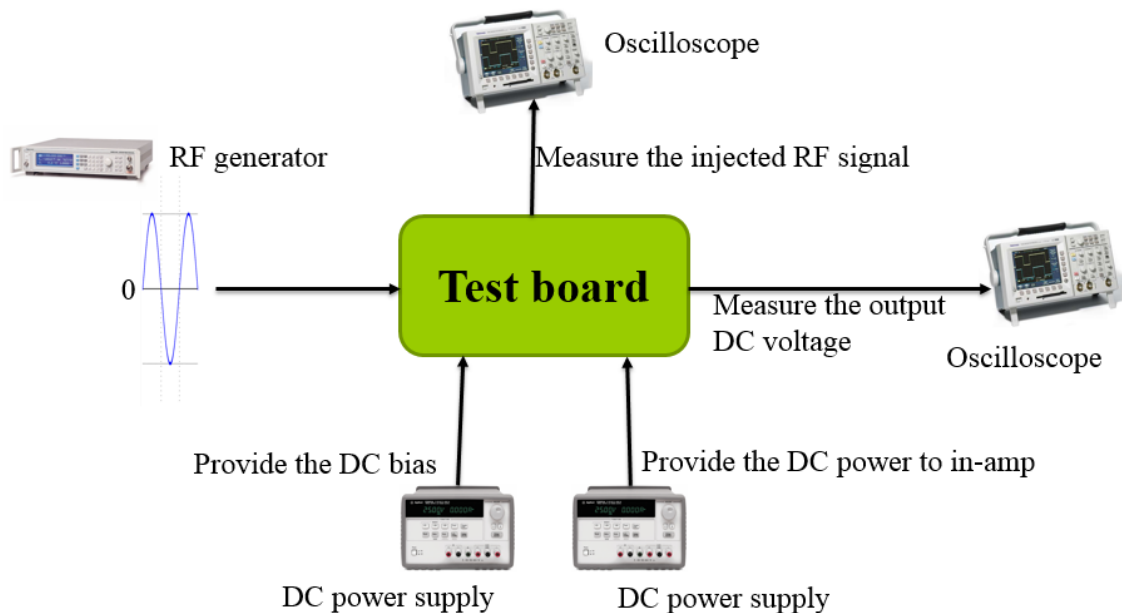 Oscilloscope
RF generator
Measure the injected RF signal
0
Test board
Measure the output
DC voltage
Oscilloscope
Provide the DC bias
Provide the DC power to in-amp
DC power supply
DC power supply